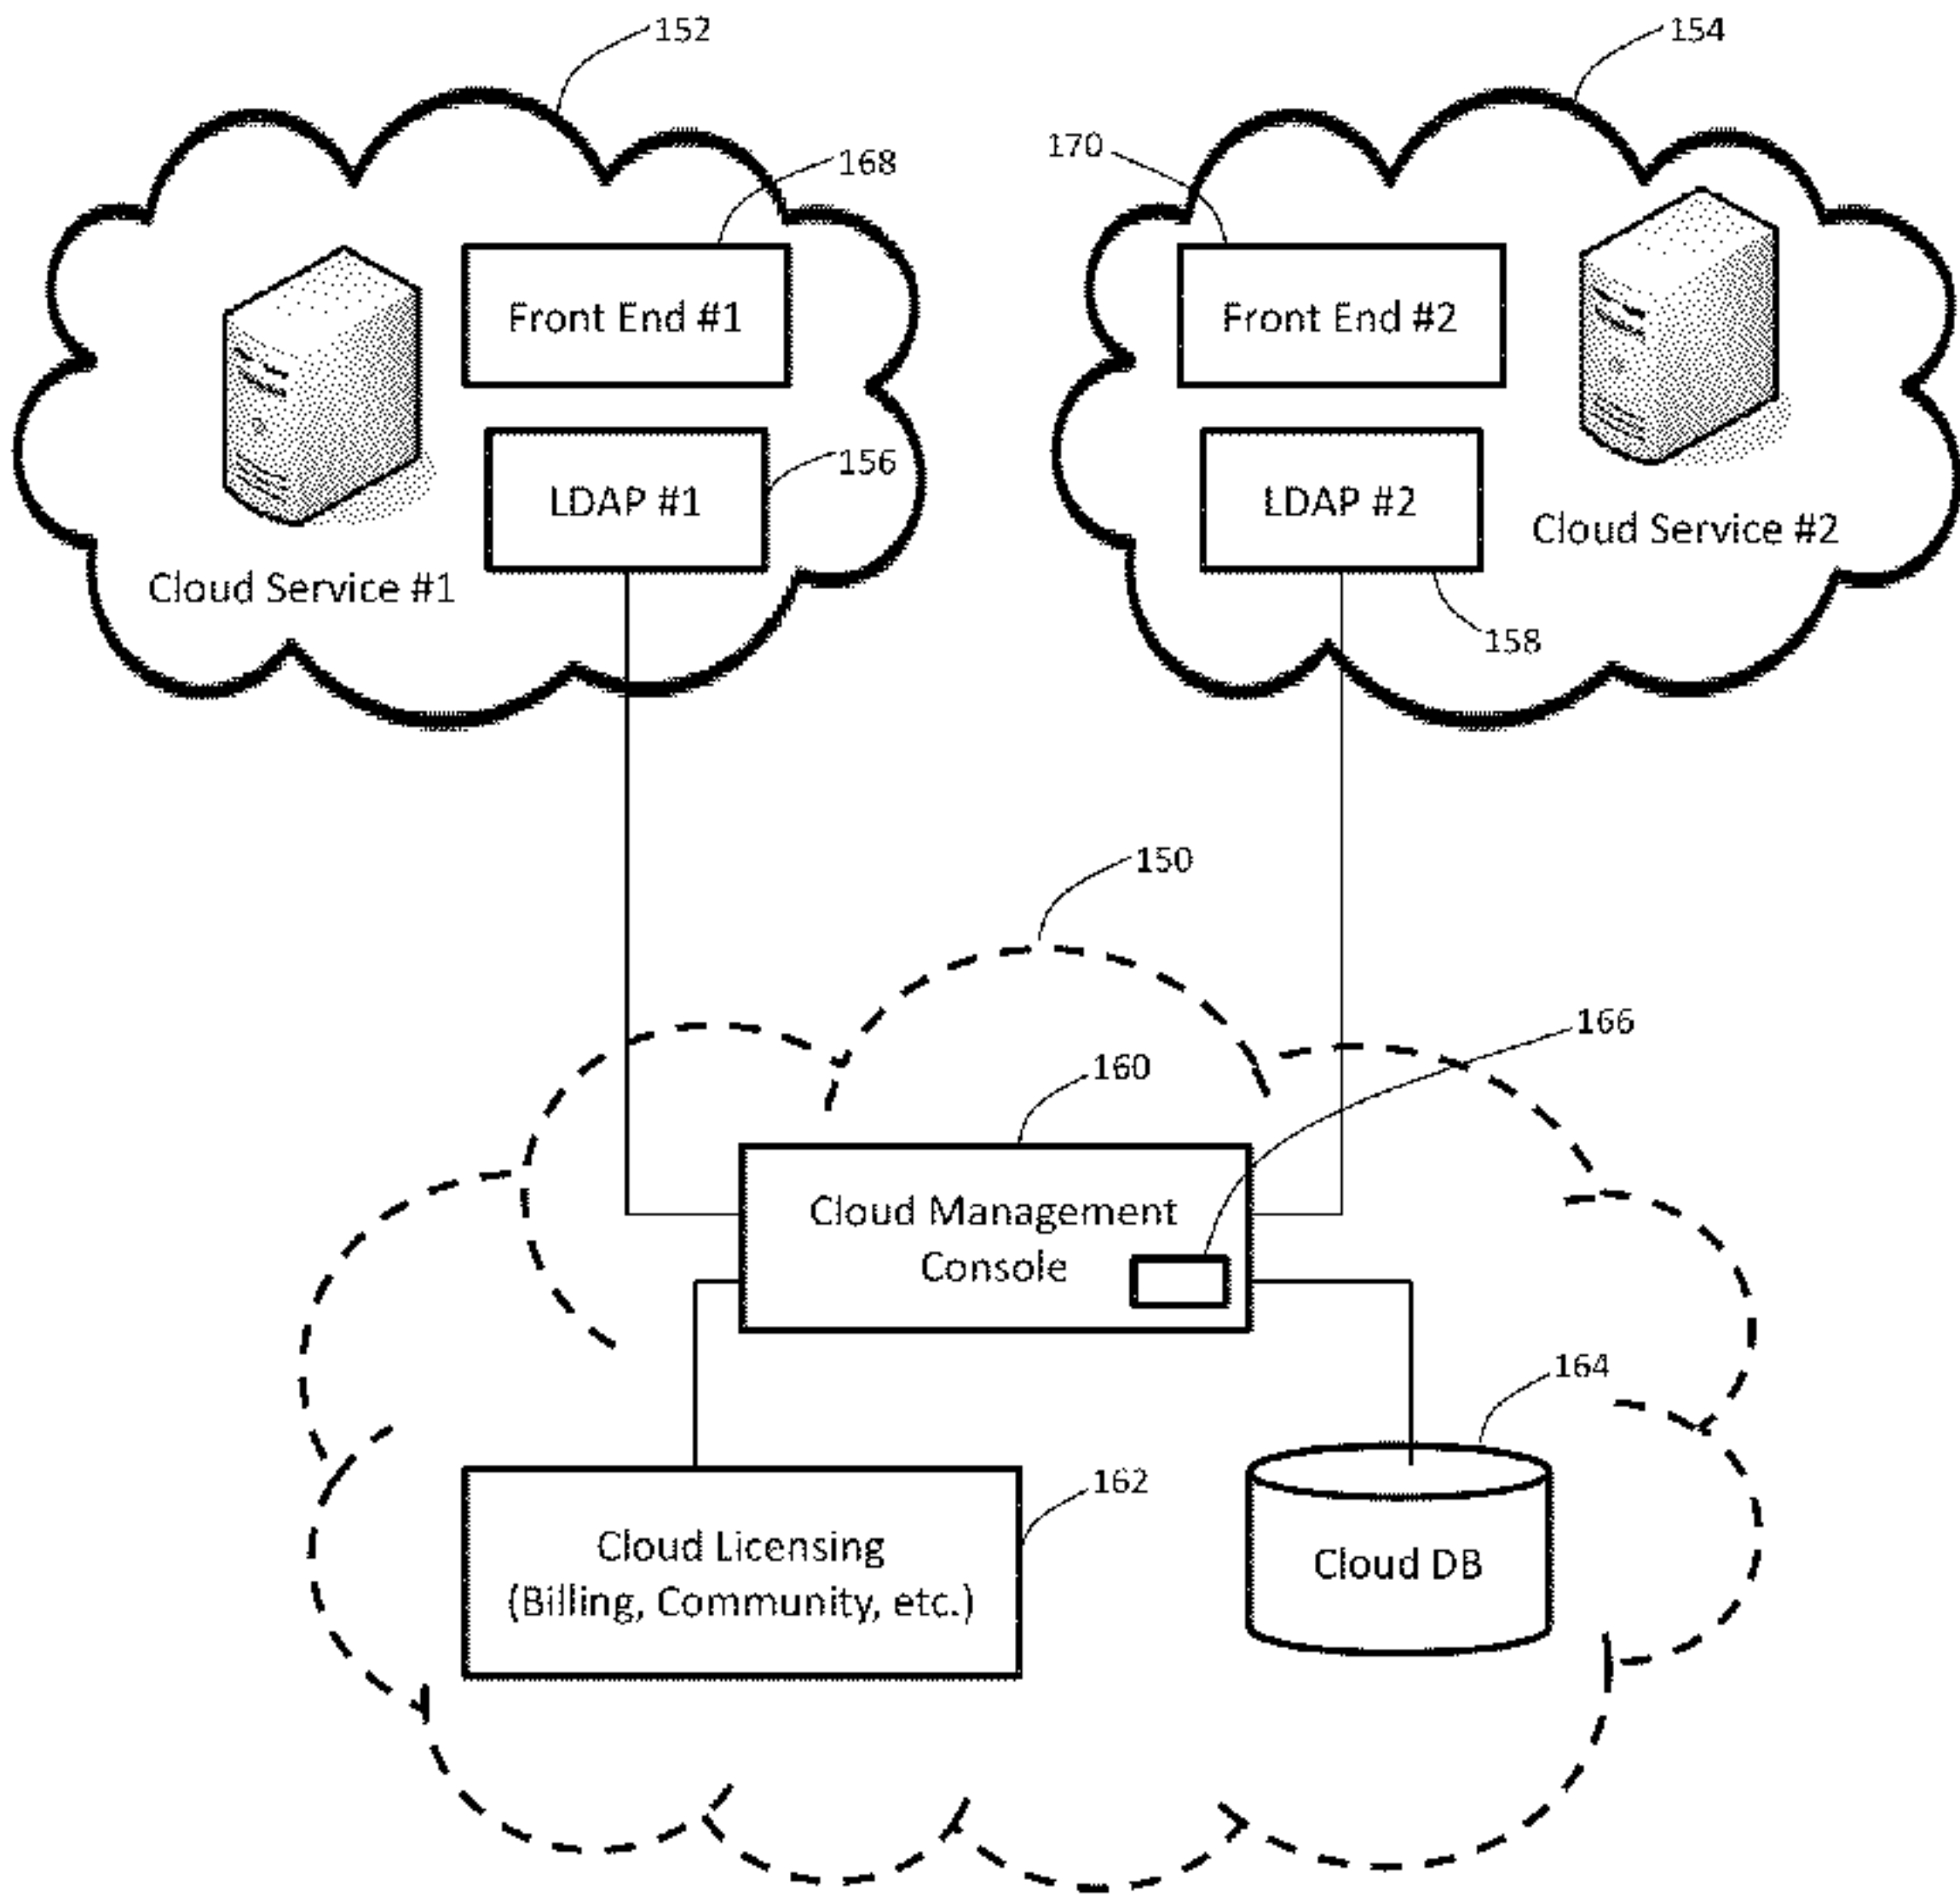 152
154
168
170
Front End #1
Front End #2
156
LDAP #1
LDAP #2
Cloud Service #2
Cloud Service #1
158
150
166
160
Cloud Management
Console
164
162
Cloud Licensing
(Billing, Community, etc.)
Cloud DB